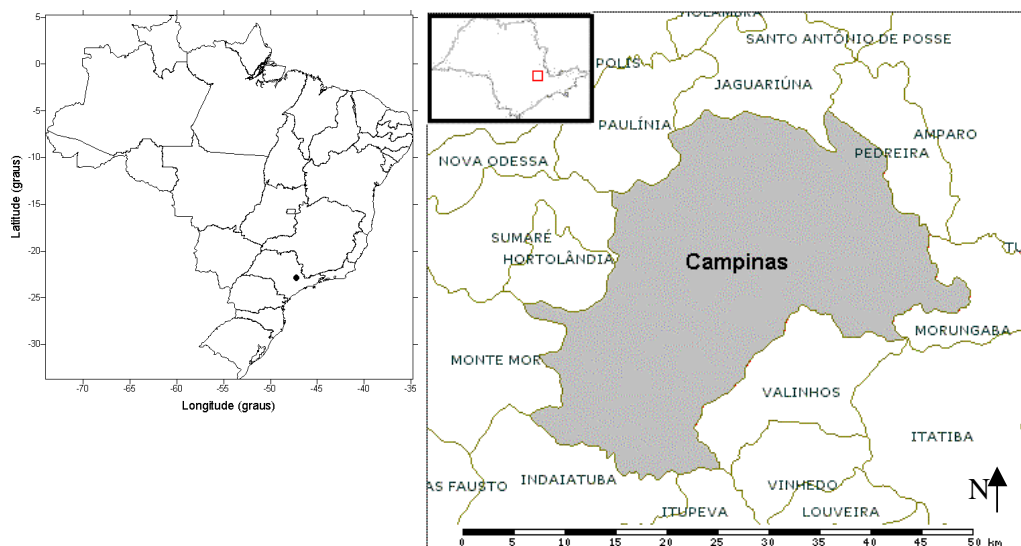 5
0
-5
-10
-15
-20
-25
-30
Latitude (graus)
-70 -65 -60 -55 -50 -45 -40 -35
Longitude (graus)
SANTO ANTÔNIO DE POSSE
JAGUARIÚNA
PAULÍNIA
AMPARO
PEDREIRA
NOVA ODESSA
SUMARÉ
HORTOLÂNDIA
Campinas
MORUNGABA
MONTE MOR
VALINHOS
ITATIBA
INDAIATUBA
AS FAUSTO
VINHEDO
ITUPEVA
LOUVEIRA
N
0 5 10 15 20 25 30 35 40 45 50 km